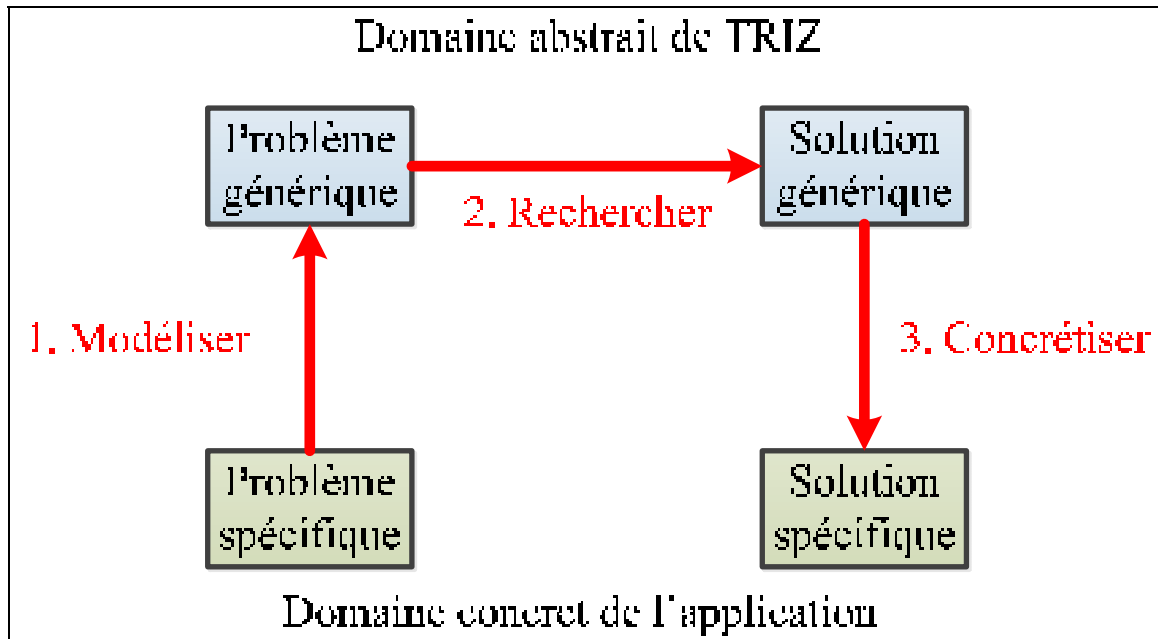 Domaine abstrait de TRIZ
Problème
générique
Solution
générique
2. Rechercher
1. Modéliser
3. Concrétiser
Problème
spécifique
Solution
spécifique
Domaine concret de l'application